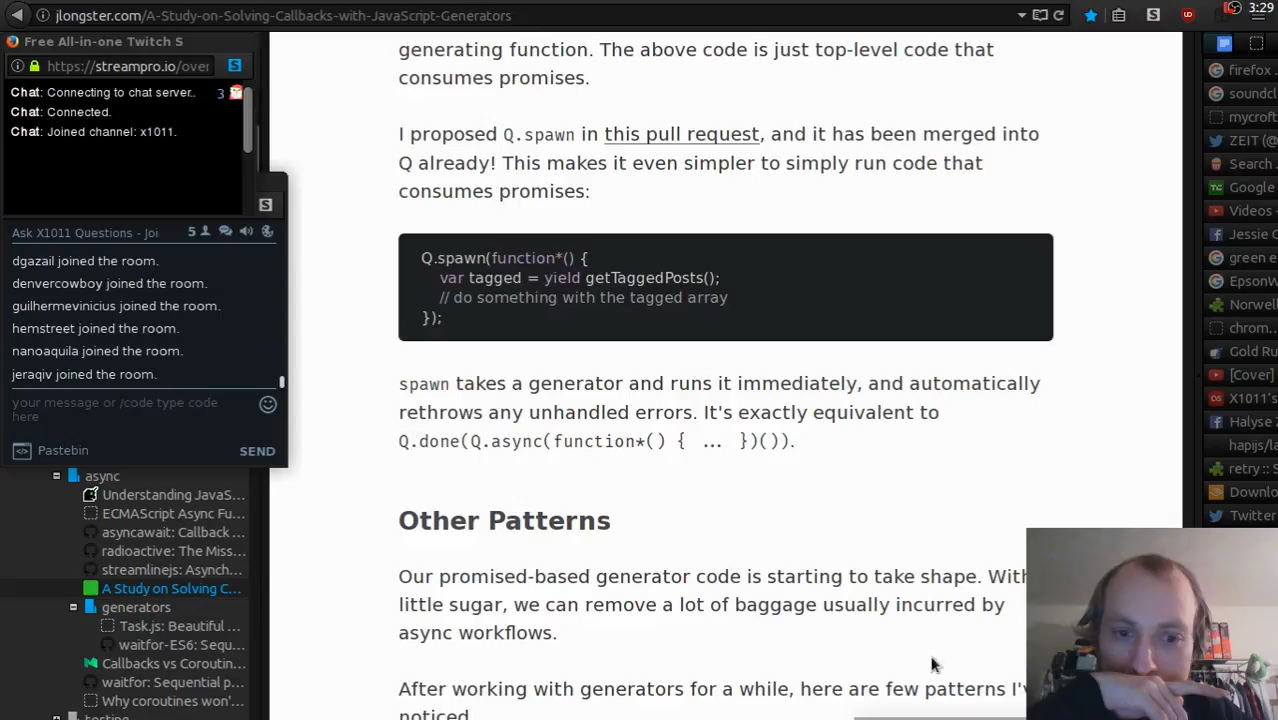 jlongster.com/A-Study-on-Solving-Callbacks-with-JavaScript-Generators
3:29
Free All-in-one Twitch S
https://streampro.io/over
Chat: Connecting to chat server..
3
Chat: Connected.
Chat: Joined channel: x1011.
Ask X1011 Questions - Joi
5
dgazail joined the room.
denvercowboy joined the room.
guilhermevinicius joined the room.
hemstreet joined the room.
nanoaquila joined the room.
jeraqiv joined the room.
your message or /code type code
here
Pastebin
SEND
async
Understanding JavaS...
ECMAScript Async Fu...
asyncawait: Callback ...
radioactive: The Miss...
streamlinejs: Asynch...
A Study on Solving C...
generators
Task.js: Beautiful ...
waitfor-ES6: Sequ...
Callbacks vs Coroutin...
waitfor: Sequential p...
Why coroutines won'...
testing
generating function. The above code is just top-level code that
consumes promises.
I proposed Q.spawn in this pull request, and it has been merged into
Q already! This makes it even simpler to simply run code that
consumes promises:
Q.spawn(function*() {
var tagged = yield getTaggedPosts();
// do something with the tagged array
});
spawn takes a generator and runs it immediately, and automatically
rethrows any unhandled errors. It's exactly equivalent to
Q.done(Q.async(function*() { ... })()).
Other Patterns
Our promised-based generator code is starting to take shape. With
little sugar, we can remove a lot of baggage usually incurred by
async workflows.
After working with generators for a while, here are few patterns I'v
noticed
firefox
soundcl
mycroft
ZEIT (@
Search
Google
Videos -
Jessie C
green e
EpsonW
Norwell
chrom...
Gold Ru
[Cover]
X1011's
Halyse
hapijs/la
retry :: S
Downlo
Twitter